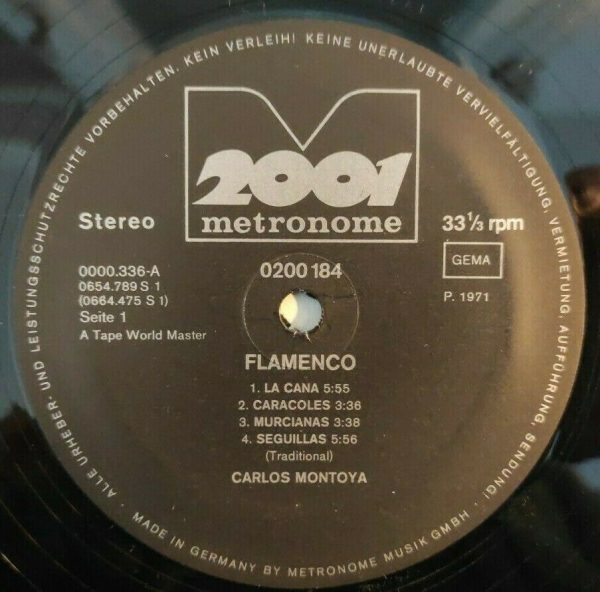 ALLE URHEBER- UND LEISTUNGSSCHUTZRECHTE VORBEHALTEN. KEIN VERLEIH! KEINE UNERLAUBTE VERVIELFÄLTIGUNG, VERMIETUNG, AUFFÜHRUNG, SENDUNG!
2001
metronome
Stereo
33⅓ rpm
0000.336-A
0654.789 S 1
(0664.475 S 1)
Seite 1
A Tape World Master
0200 184
GEMA
P. 1971
FLAMENCO
1. LA CANA 5:55
2. CARACOLES 3:36
3. MURCIANAS 3:38
4. SEGUILLAS 5:56
(Traditional)
CARLOS MONTOYA
· MADE IN GERMANY BY METRONOME MUSIK GMBH ·